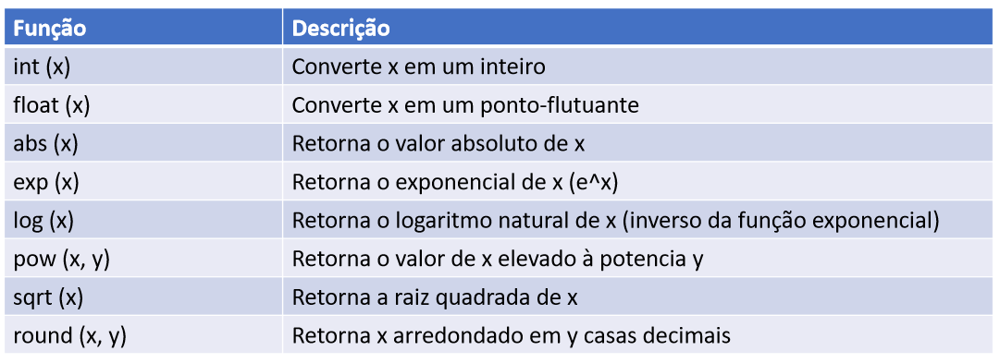 Função Descrição
int (x) Converte x em um inteiro
float (x) Converte x em um ponto-flutuante
abs (x) Retorna o valor absoluto de x
exp (x) Retorna o exponencial de x (e^x)
log (x) Retorna o logaritmo natural de x (inverso da função exponencial)
pow (x, y) Retorna o valor de x elevado à potencia y
sqrt (x) Retorna a raiz quadrada de x
round (x, y) Retorna x arredondado em y casas decimais